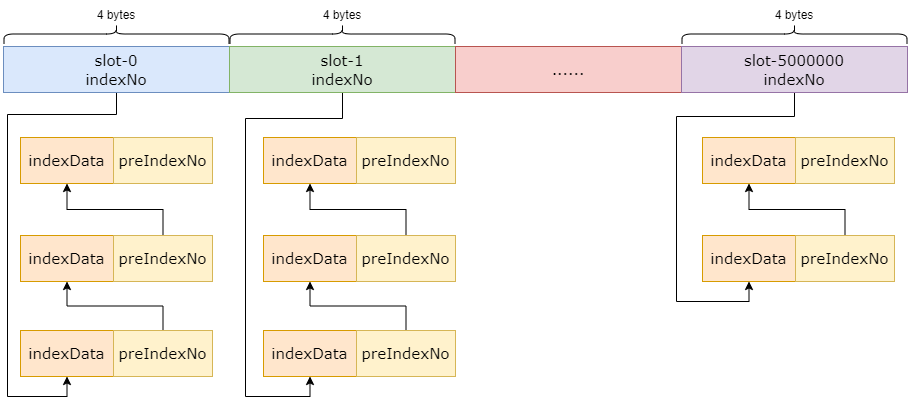 4 bytes
4 bytes
4 bytes
slot-0
indexNo
slot-1
indexNo
......
slot-5000000
indexNo
indexData preIndexNo
indexData preIndexNo
indexData preIndexNo
indexData preIndexNo
indexData preIndexNo
indexData preIndexNo
indexData preIndexNo
indexData preIndexNo